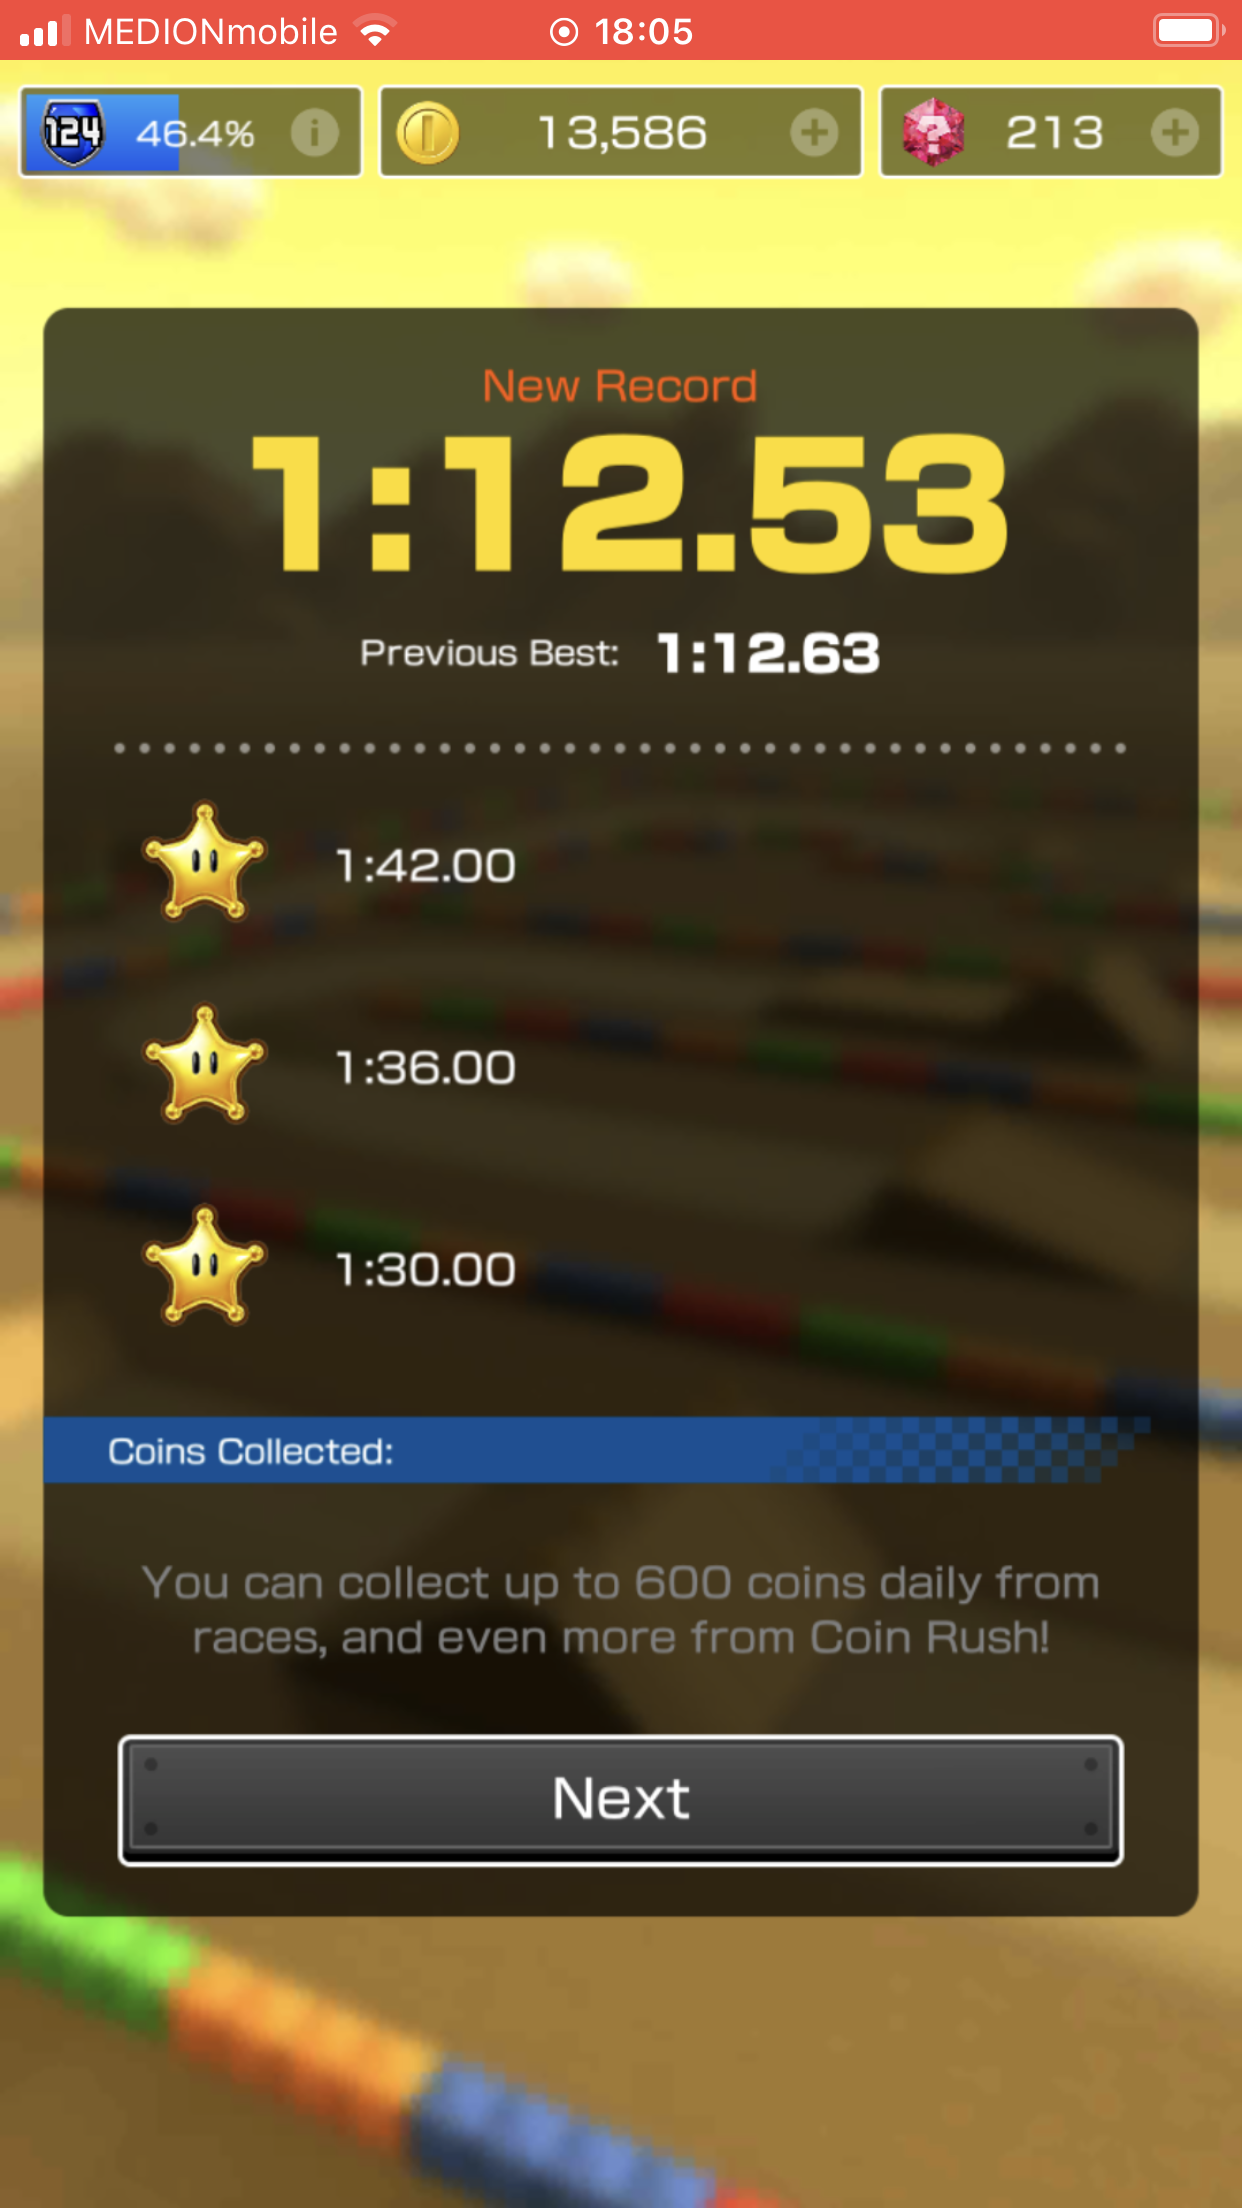 MEDIONmobile 18:05
124 46.4% i 13,586 + ? 213 +
New Record
1:12.53
Previous Best: 1:12.63
1:42.00
1:36.00
1:30.00
Coins Collected:
You can collect up to 600 coins daily from
races, and even more from Coin Rush!
Next